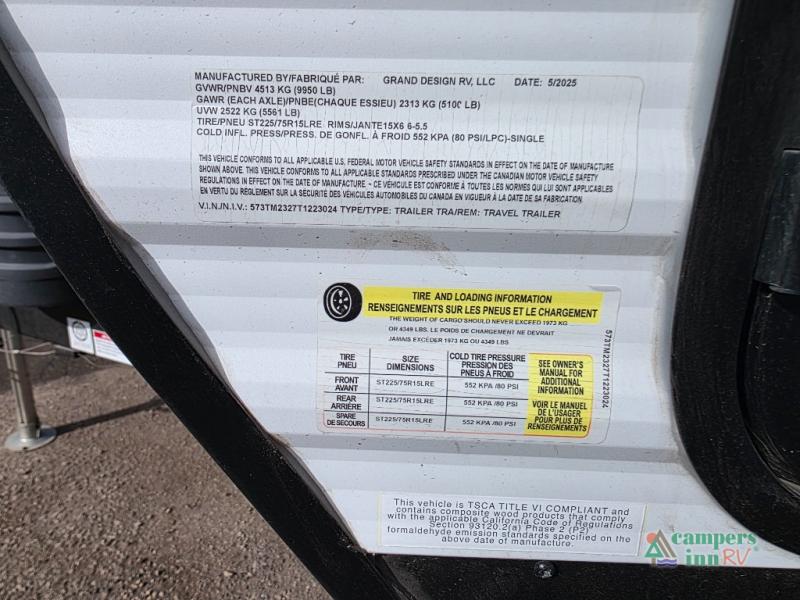 MANUFACTURED BY/FABRIQUÉ PAR: GRAND DESIGN RV, LLC DATE: 5/2025
GVWR/PNBV 4513 KG (9950 LB)
GAWR (EACH AXLE)/PNBE(CHAQUE ESSIEU) 2313 KG (5100 LB)
UVW 2522 KG (5561 LB)
TIRE/PNEU ST225/75R15LRE RIMS/JANTE15X6 6-5.5
COLD INFL. PRESS/PRESS. DE GONFL. À FROID 552 KPA (80 PSI/LPC)-SINGLE
THIS VEHICLE CONFORMS TO ALL APPLICABLE U.S. FEDERAL MOTOR VEHICLE SAFETY STANDARDS IN EFFECT ON THE DATE OF MANUFACTURE
SHOWN ABOVE. THIS VEHICLE CONFORMS TO ALL APPLICABLE STANDARDS PRESCRIBED UNDER THE CANADIAN MOTOR VEHICLE SAFETY
REGULATIONS IN EFFECT ON THE DATE OF MANUFACTURE ~ CE VÉHICULE EST CONFORME À TOUTES LES NORMES QUI LUI SONT APPLICABLES
EN VERTU DU RÈGLEMENT SUR LA SÉCURITÉ DES VÉHICULES AUTOMOBILES DU CANADA EN VIGUEUR À LA DATE DE SA FABRICATION.
V.I.N./N.I.V.: 573TM2327T1223024 TYPE/TYPE: TRAILER TRA/REM: TRAVEL TRAILER
TIRE AND LOADING INFORMATION
RENSEIGNEMENTS SUR LES PNEUS ET LE CHARGEMENT
THE WEIGHT OF CARGO SHOULD NEVER EXCEED 1973 KG
OR 4349 LBS. LE POIDS DE CHARGEMENT NE DEVRAIT
JAMAIS EXCÉDER 1973 KG OU 4349 LBS
TIRE SIZE COLD TIRE PRESSURE
PNEU DIMENSIONS PRESSION DES
PNEUS À FROID
FRONT
AVANT ST225/75R15LRE 552 KPA /80 PSI
REAR
ARRIÈRE ST225/75R15LRE 552 KPA /80 PSI
SPARE
DE SECOURS ST225/75R15LRE 552 KPA /80 PSI
SEE OWNER'S
MANUAL FOR
ADDITIONAL
INFORMATION
VOIR LE MANUEL
DE L'USAGER
POUR PLUS DE
RENSEIGNEMENTS
573TM2327T1223024
This vehicle is TSCA TITLE VI COMPLIANT and
contains composite wood products that comply
with the applicable California Code of Regulations
Section 93120.2(a) Phase 2 (P2)
formaldehyde emission standards specified on the
above date of manufacture.
campers
inn RV